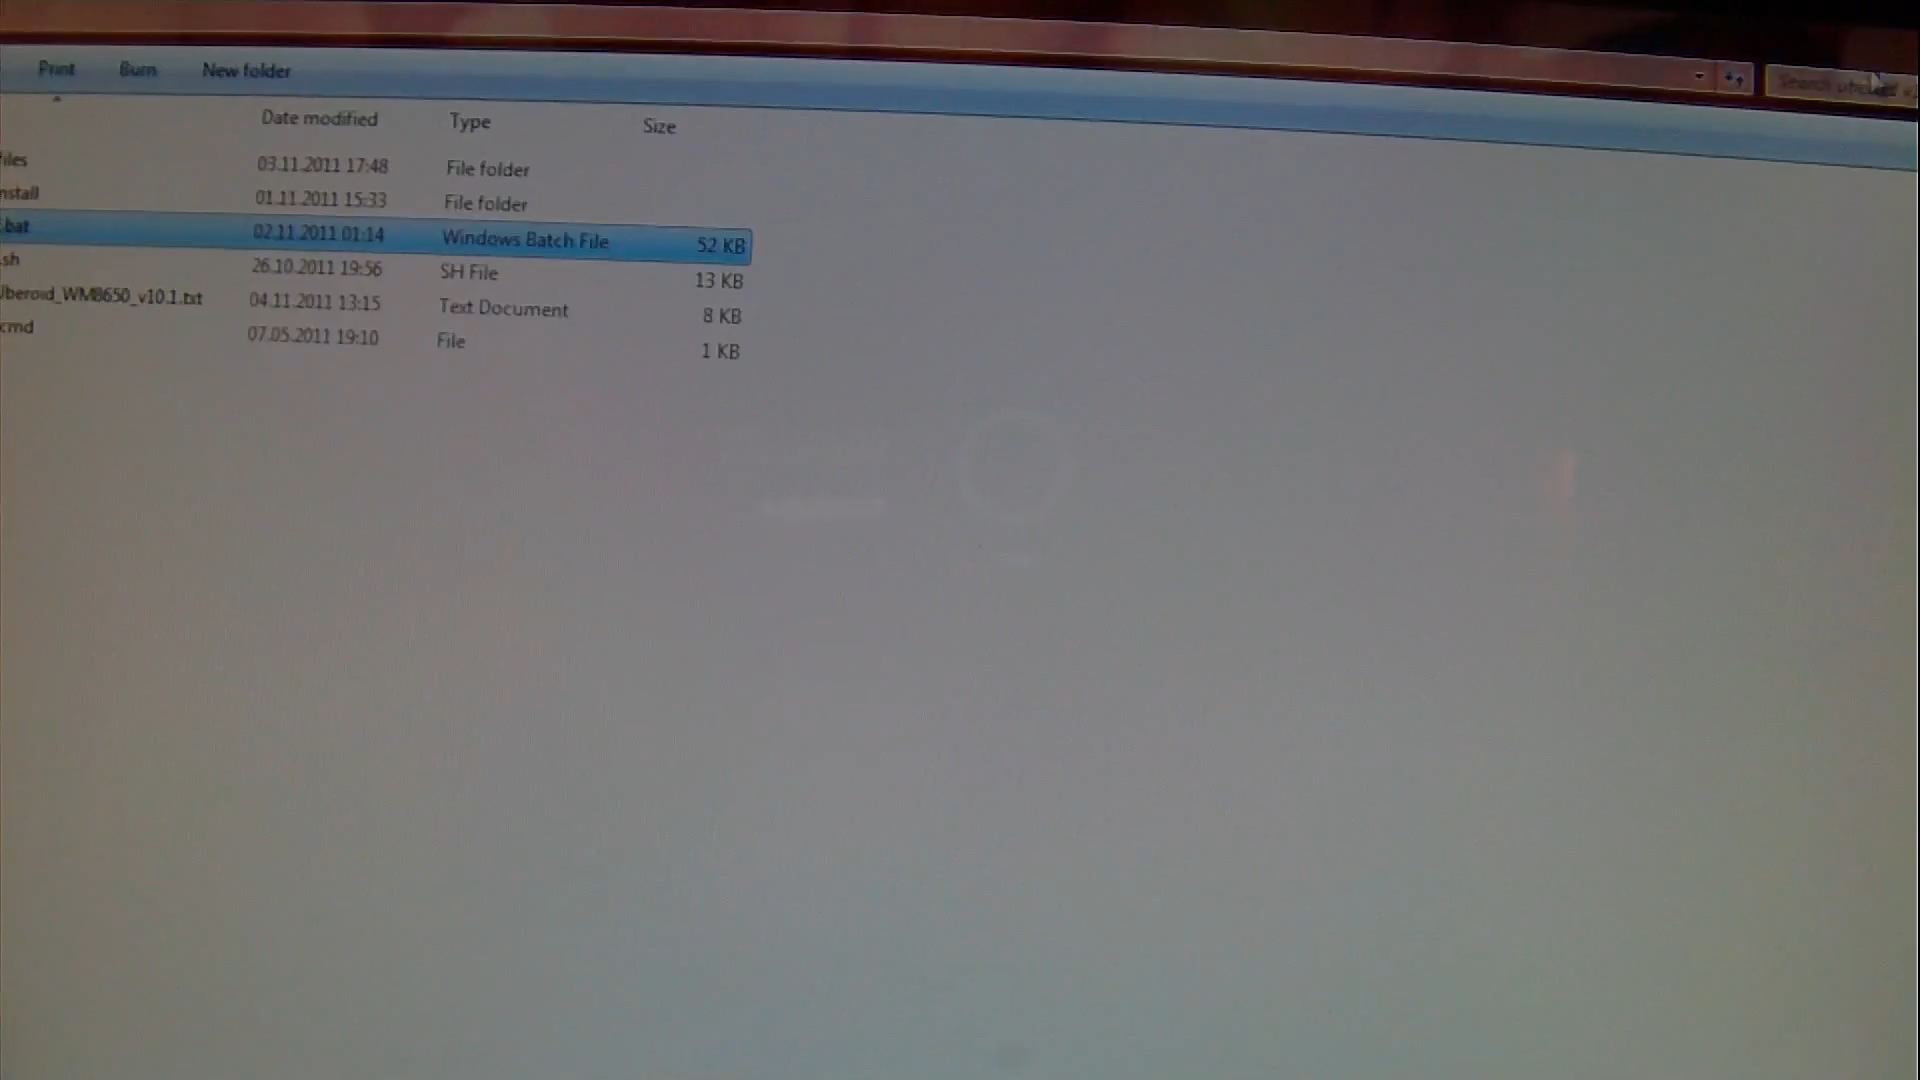 Print Burn New folder
Search
Date modified Type Size
files 03.11.2011 17:48 File folder
nstall 01.11.2011 15:33 File folder
.bat 02.11.2011 01:14 Windows Batch File 52 KB
.sh 26.10.2011 19:56 SH File 13 KB
Uberoid_WM8650_v10.1.txt 04.11.2011 13:15 Text Document 8 KB
cmd 07.05.2011 19:10 File 1 KB